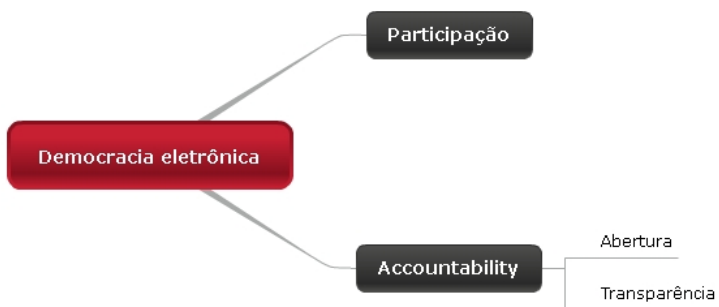 Participação
Democracia eletrônica
Accountability
Abertura
Transparência